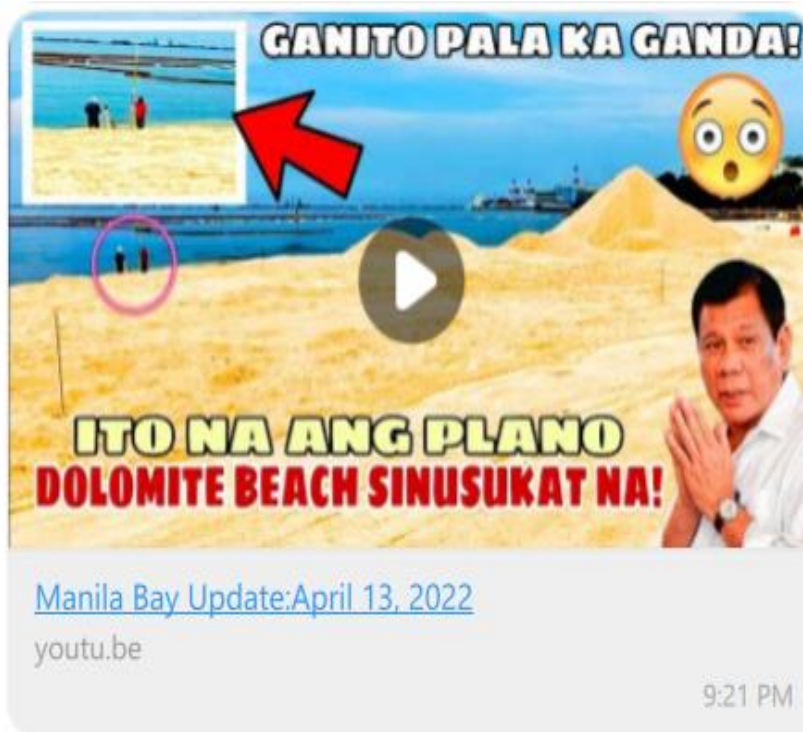 GANITO PALA KA GANDA!
ITO NA ANG PLANO
DOLOMITE BEACH SINUSUKAT NA!
Manila Bay Update:April 13, 2022
youtu.be
9:21 PM